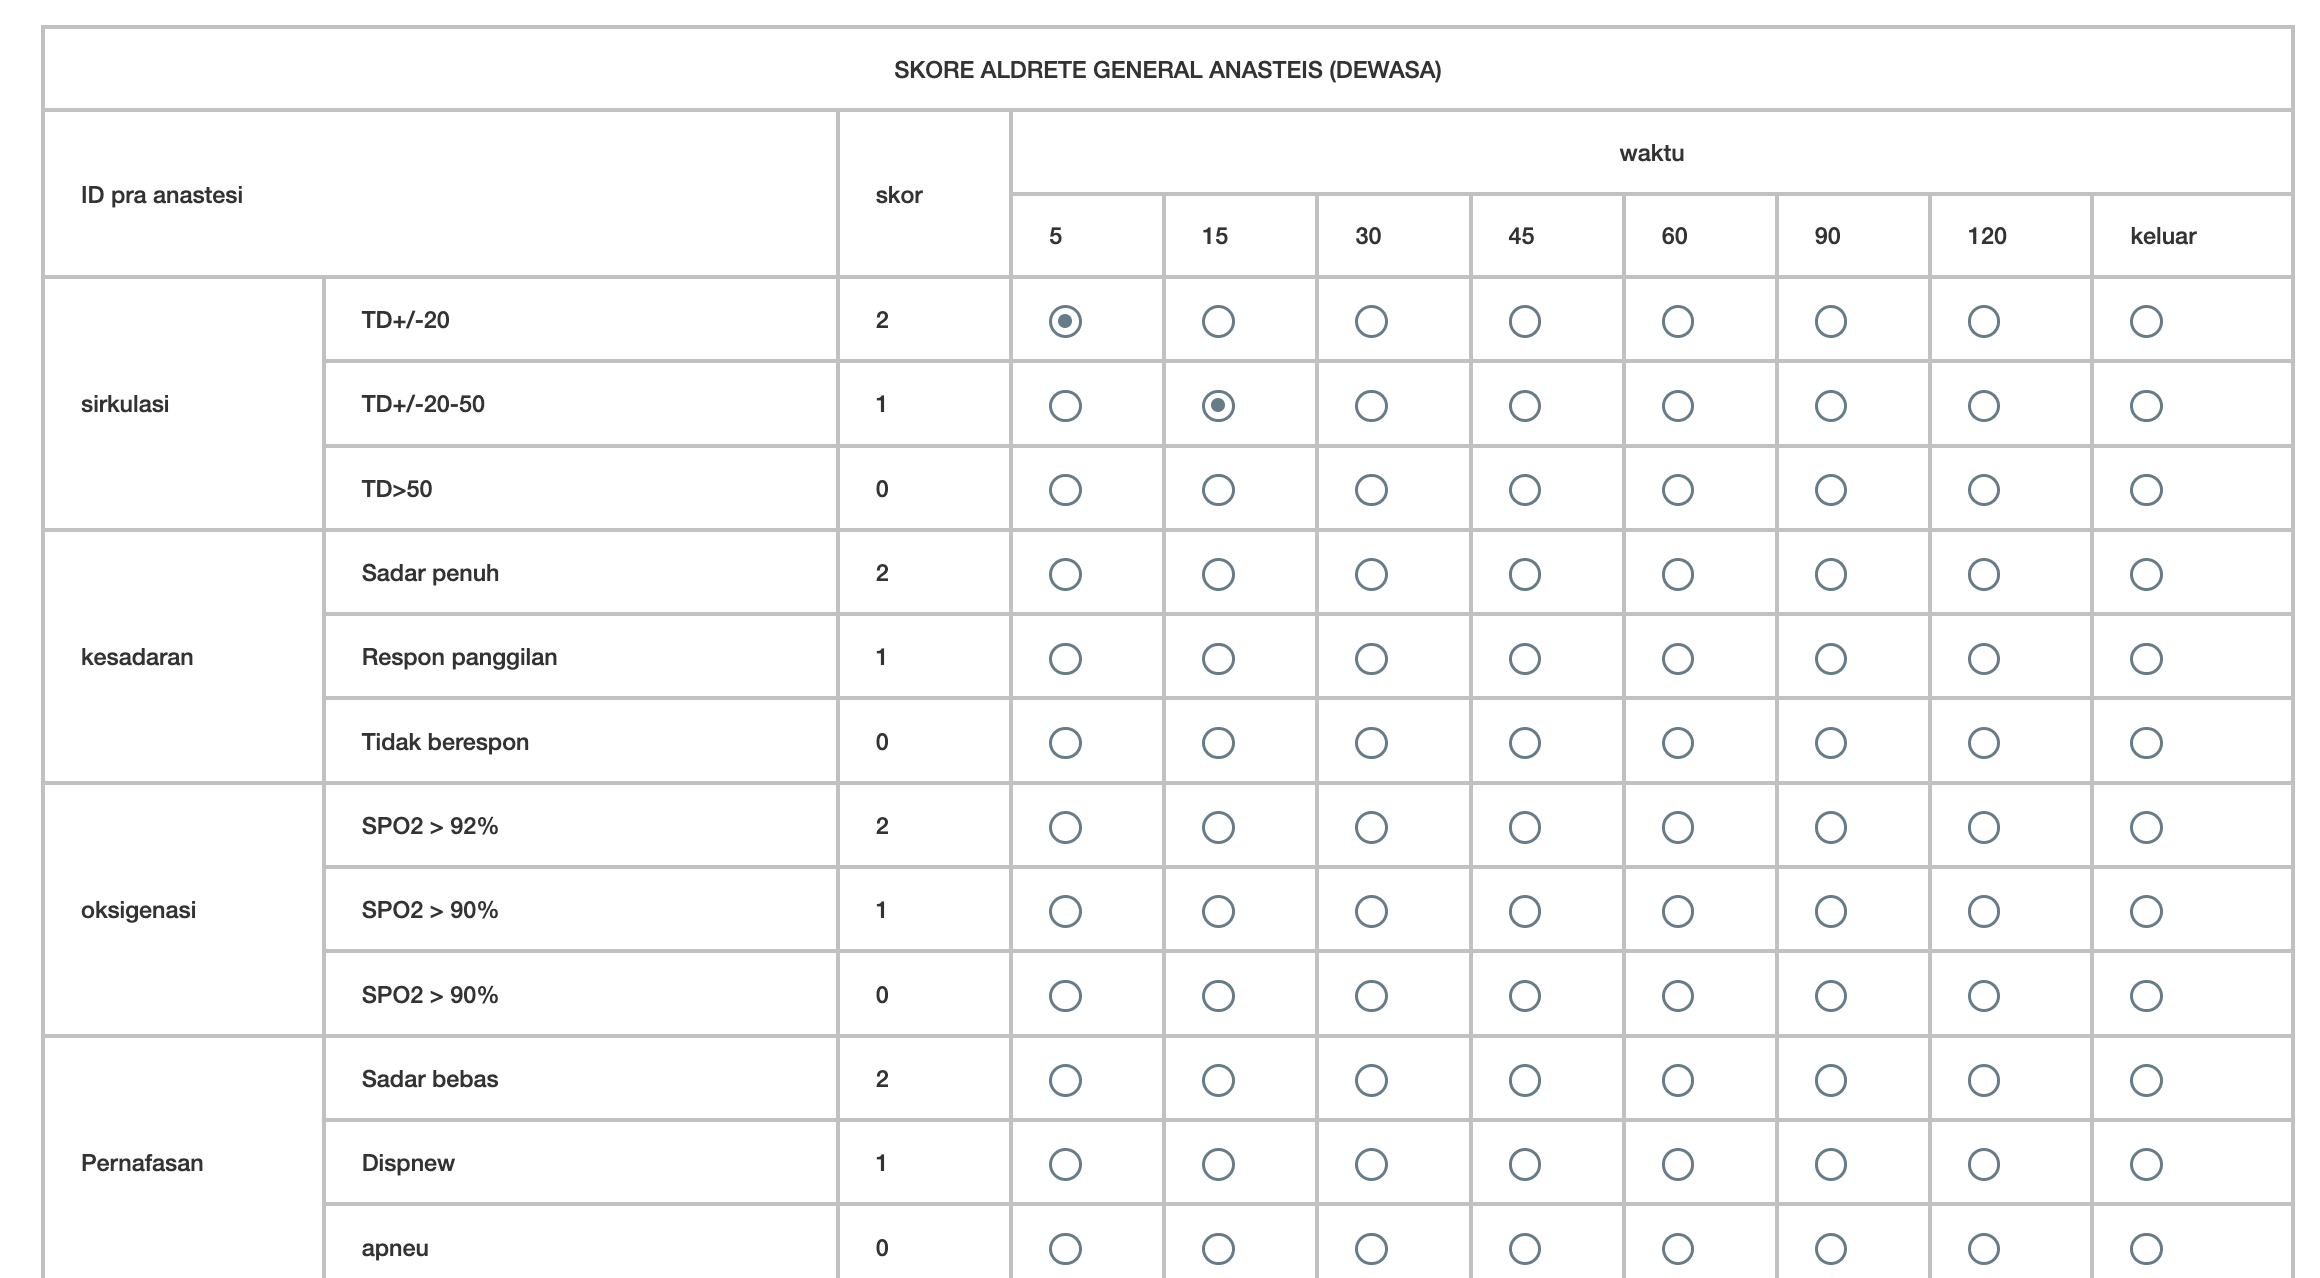 SKORE ALDRETE GENERAL ANASTEIS (DEWASA)
ID pra anastesi skor waktu
5 15 30 45 60 90 120 keluar
sirkulasi
TD+/-20 2
TD+/-20-50 1
TD>50 0
kesadaran
Sadar penuh 2
Respon panggilan 1
Tidak berespon 0
oksigenasi
SPO2 > 92% 2
SPO2 > 90% 1
SPO2 > 90% 0
Pernafasan
Sadar bebas 2
Dispnew 1
apneu 0